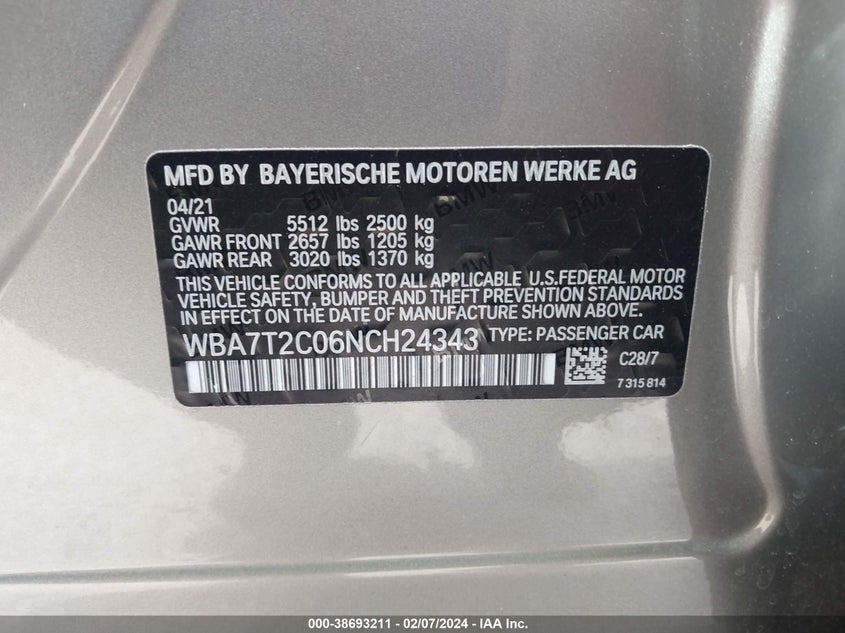 MFD BY BAYERISCHE MOTOREN WERKE AG
04/21
GVWR 5512 lbs 2500 kg
GAWR FRONT 2657 lbs 1205 kg
GAWR REAR 3020 lbs 1370 kg
THIS VEHICLE CONFORMS TO ALL APPLICABLE U.S.FEDERAL MOTOR
VEHICLE SAFETY, BUMPER AND THEFT PREVENTION STANDARDS
IN EFFECT ON THE DATE OF MANUFACTURE SHOWN ABOVE.
WBA7T2C06NCH24343 TYPE: PASSENGER CAR
C28/7
7 315 814
000-38693211 - 02/07/2024 - IAA Inc.